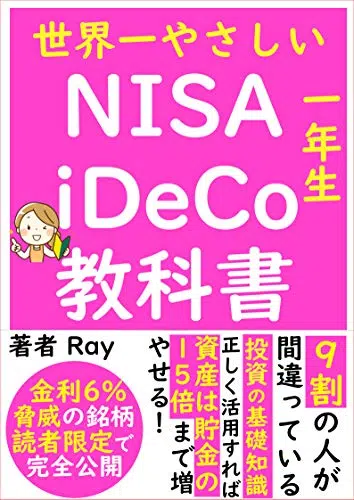 世界一やさしい
NISA
iDeCo
教科書
一年生
著者 Ray
9割の人が
間違っている
投資の基礎知識
正しく活用すれば
資産は貯金の
15倍まで増
やせる!
金利6%
脅威の銘柄
読者限定で
完全公開